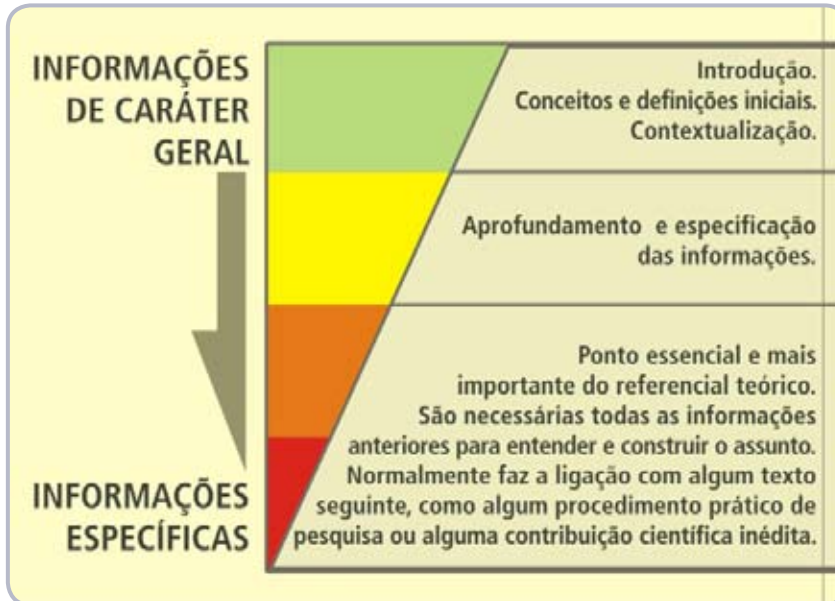 INFORMAÇÕES
DE CARÁTER
GERAL
Introdução.
Conceitos e definições iniciais.
Contextualização.
Aprofundamento e especificação
das informações.
Ponto essencial e mais
importante do referencial teórico.
São necessárias todas as informações
anteriores para entender e construir o assunto.
Normalmente faz a ligação com algum texto
seguinte, como algum procedimento prático de
pesquisa ou alguma contribuição científica inédita.
INFORMAÇÕES
ESPECÍFICAS